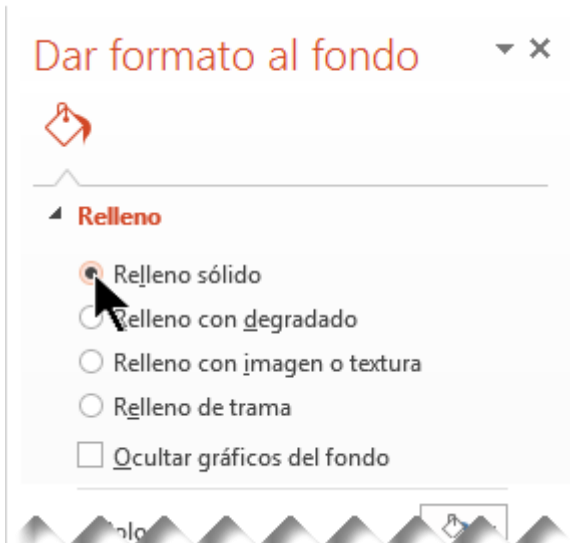 Dar formato al fondo
Relleno
Relleno sólido
Relleno con degradado
Relleno con imagen o textura
Relleno de trama
Ocultar gráficos del fondo